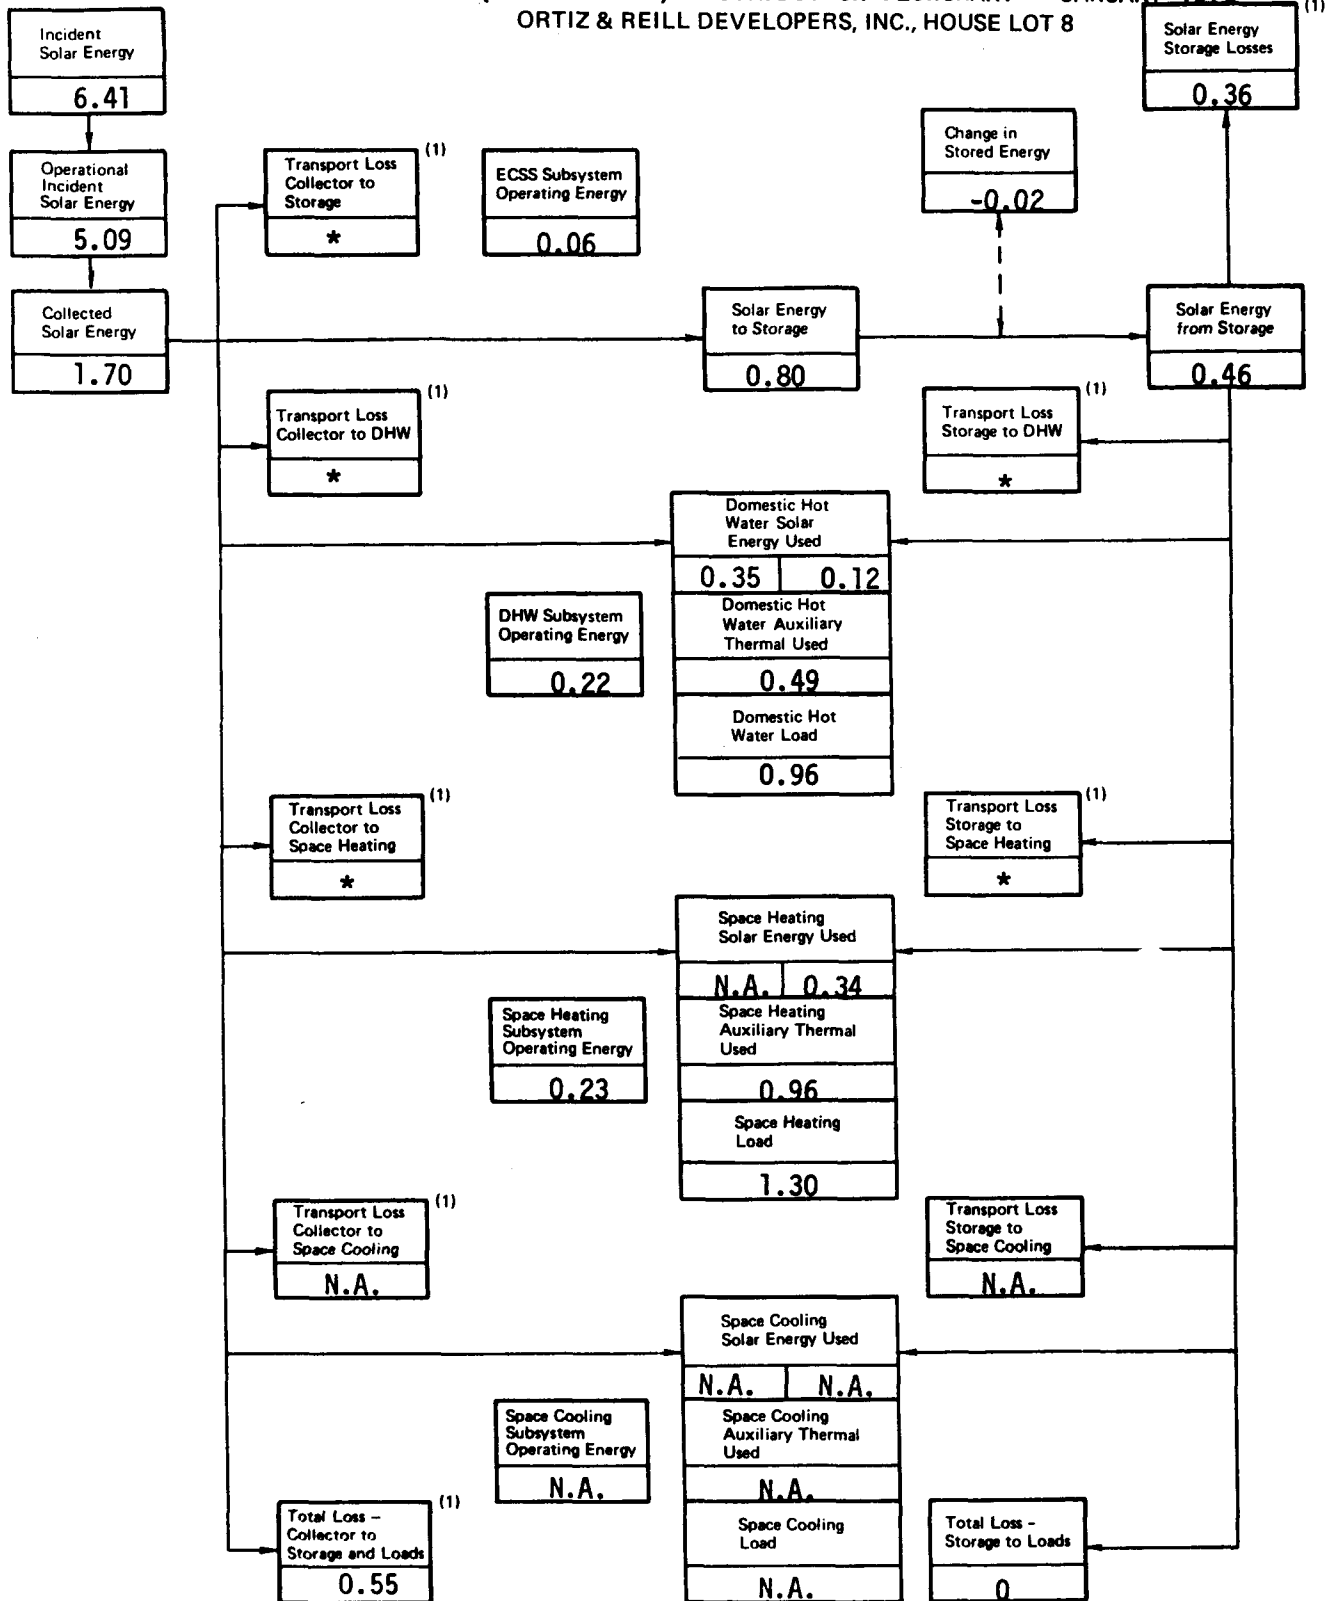 ORTIZ & REILL DEVELOPERS, INC., HOUSE LOT 8
Incident
Solar Energy
6.41
(1)
Solar Energy
Storage Losses
0.36
Change in
Stored Energy
-0.02
Operational
Incident
Solar Energy
5.09
(1)
Transport Loss
Collector to
Storage
*
ECSS Subsystem
Operating Energy
0.06
Collected
Solar Energy
1.70
Solar Energy
to Storage
0.80
Solar Energy
from Storage
0.46
(1)
Transport Loss
Collector to DHW
*
(1)
Transport Loss
Storage to DHW
*
Domestic Hot
Water Solar
Energy Used
0.35 0.12
DHW Subsystem
Operating Energy
0.22
Domestic Hot
Water Auxiliary
Thermal Used
0.49
Domestic Hot
Water Load
0.96
(1)
Transport Loss
Collector to
Space Heating
*
(1)
Transport Loss
Storage to
Space Heating
*
Space Heating
Solar Energy Used
N.A. 0.34
Space Heating
Subsystem
Operating Energy
0.23
Space Heating
Auxiliary Thermal
Used
0.96
Space Heating
Load
1.30
(1)
Transport Loss
Collector to
Space Cooling
N.A.
Transport Loss
Storage to
Space Cooling
N.A.
Space Cooling
Solar Energy Used
N.A. N.A.
Space Cooling
Subsystem
Operating Energy
N.A.
Space Cooling
Auxiliary Thermal
Used
N.A.
(1)
Total Loss –
Collector to
Storage and Loads
0.55
Space Cooling
Load
N.A.
Total Loss -
Storage to Loads
0